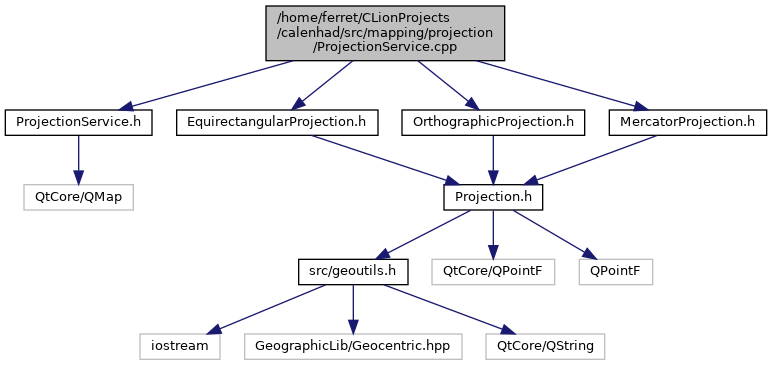 /home/ferret/CLionProjects
/calenhad/src/mapping/projection
/ProjectionService.cpp
ProjectionService.h
EquirectangularProjection.h
OrthographicProjection.h
MercatorProjection.h
QtCore/QMap
Projection.h
src/geoutils.h
QtCore/QPointF
QPointF
iostream
GeographicLib/Geocentric.hpp
QtCore/QString